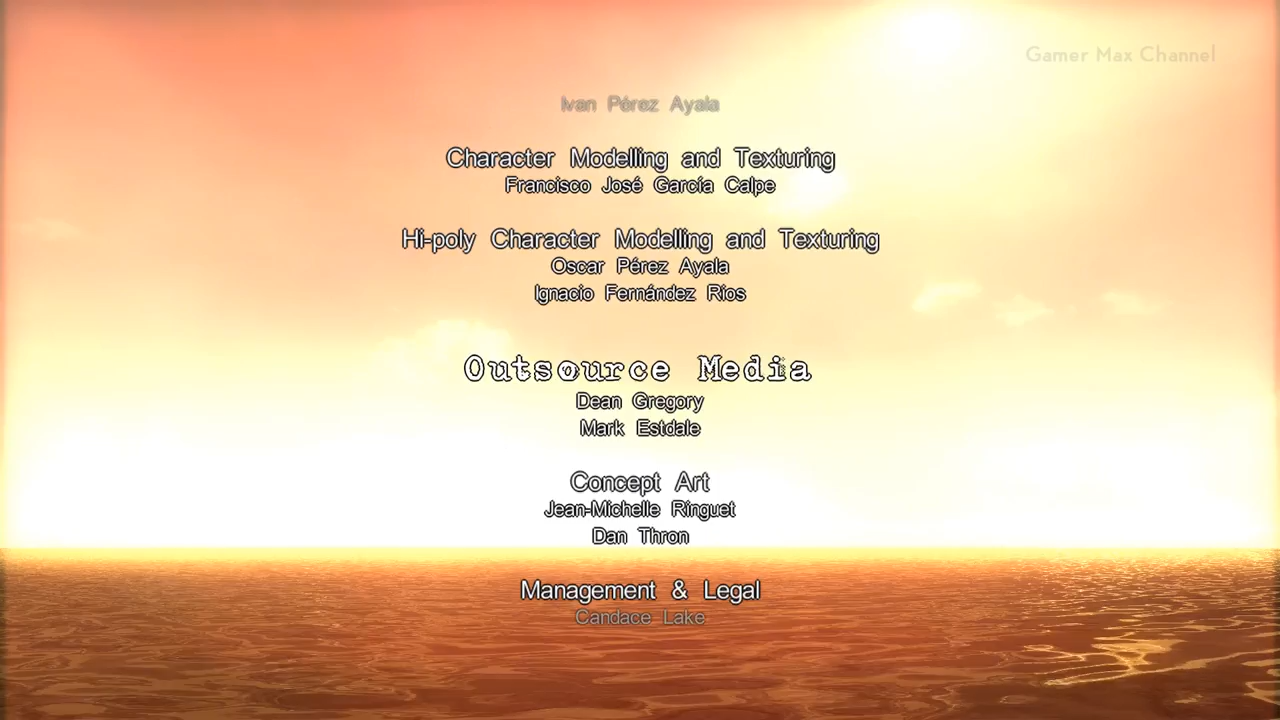 Gamer Max Channel
Ivan Pérez Ayala
Character Modelling and Texturing
Francisco José García Calpe
Hi-poly Character Modelling and Texturing
Oscar Pérez Ayala
Ignacio Fernández Rios
Outsource Media
Dean Gregory
Mark Estdale
Concept Art
Jean-Michelle Ringuet
Dan Thron
Management & Legal
Candace Lake